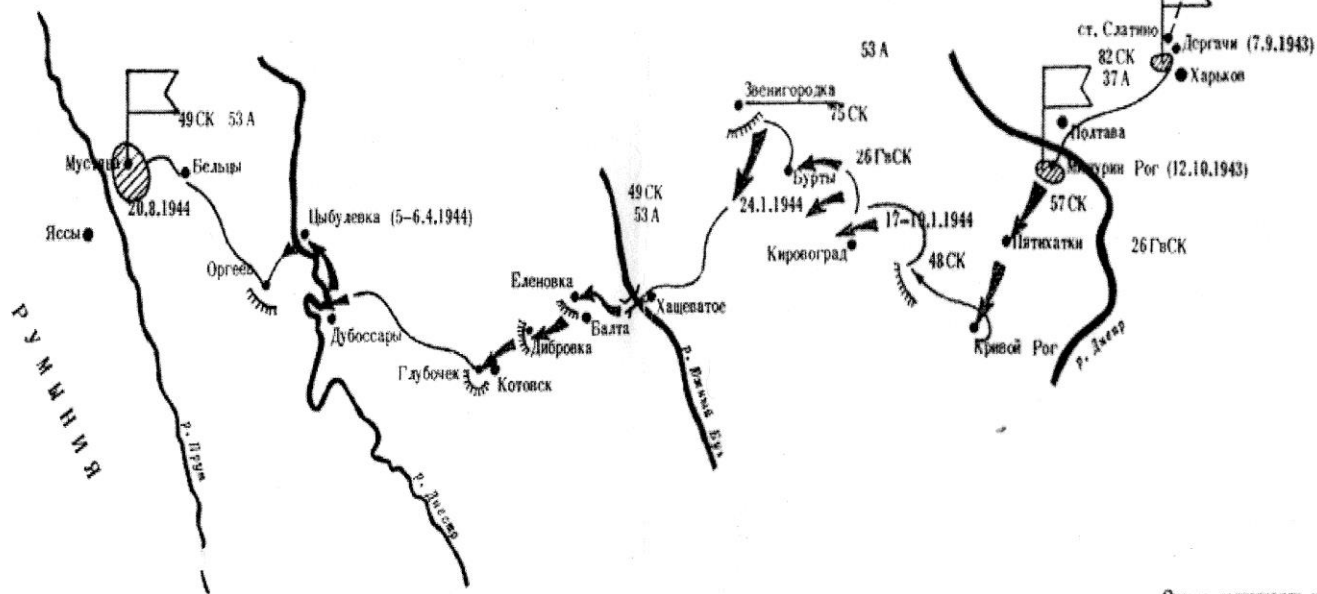 ст. Слатино
Дергачи (7.9.1943)
82 СК
37 А
Харьков
53 А
Полтава
Мишурин Рог (12.10.1943)
57 СК
Пятихатки
26 ГвСК
Кривой Рог
р. Днепр
Звенигородка
75 СК
26 ГвСК
Бурты
24.1.1944
17-19.1.1944
Кировоград
48 СК
49 СК
53 А
Хащеватое
Еленовка
Балта
р. Южный Буг
Дибровка
Глубочек
Котовск
49 СК 53 А
Бельцы
20.8.1944
Яссы
Цыбулевка (5-6.4.1944)
Оргеев
Дубоссары
р. Днестр
р. Прут
РУМЫНИЯ